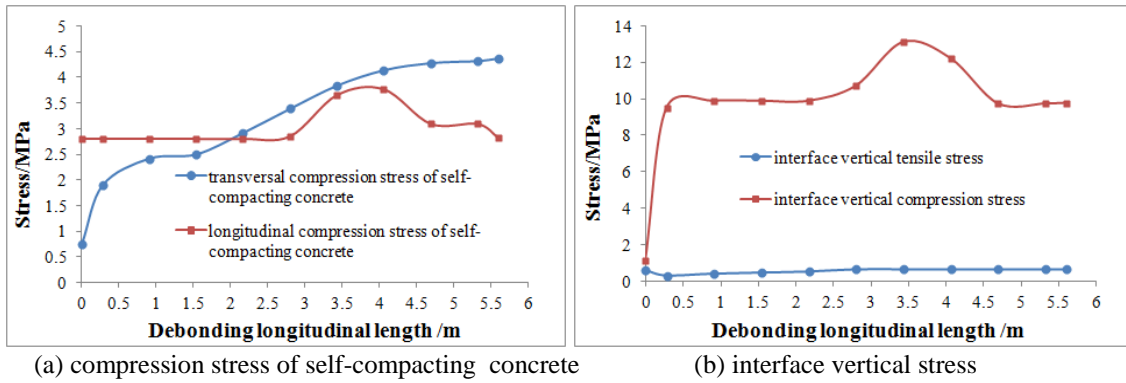 5
4.5
4
3.5
3
2.5
2
1.5
1
0.5
0
Stress/MPa
transversal compression stress of self-
compacting concrete
longitudinal compression stress of self-
compacting concrete
0 0.5 1 1.5 2 2.5 3 3.5 4 4.5 5 5.5 6
Debonding longitudinal length /m
14
12
10
8
6
4
2
0
Stress/MPa
interface vertical tensile stress
interface vertical compression stress
0 0.5 1 1.5 2 2.5 3 3.5 4 4.5 5 5.5 6
Debonding longitudinal length /m
(a) compression stress of self-compacting concrete
(b) interface vertical stress